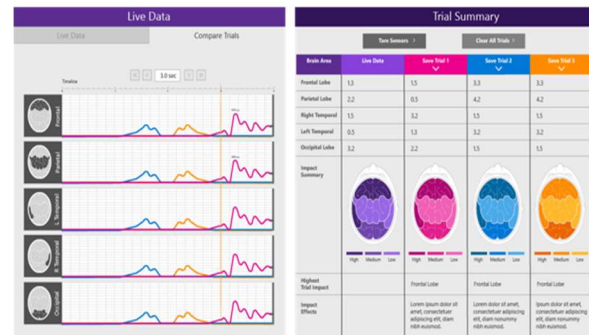 Live Data
Live Data
Compare Trials
3.0 sec
Timeline
Frontal
Parietal
L. Temporal
R. Temporal
Occipital
Trial Summary
Tare Sensors
Clear All Trials
Brain Area
Live Data
Save Trial 1
Save Trial 2
Save Trial 3
Frontal Lobe
1.3
1.5
3.3
3.3
Parietal Lobe
2.2
0.5
4.2
4.2
Right Temporal
1.5
3.2
1.5
1.5
Left Temporal
0.5
1.3
3.2
3.2
Occipital Lobe
3.2
2.2
1.5
1.5
Impact
Summary
High Medium Low
High Medium Low
High Medium Low
High Medium Low
Highest
Trial Impact
Frontal Lobe
Frontal Lobe
Frontal Lobe
Impact
Effects
Lorem ipsum dolor sit
amet, consectetuer
adipiscing elit, diam
nibh euismod.
Lorem dolor sit amet,
consectetuer adipiscing
elit, diam nonummy
nibh euismod.
Ipsum dolor sit amet,
consectetuer adipiscing
elit, diam nonummy
nibh euismod.